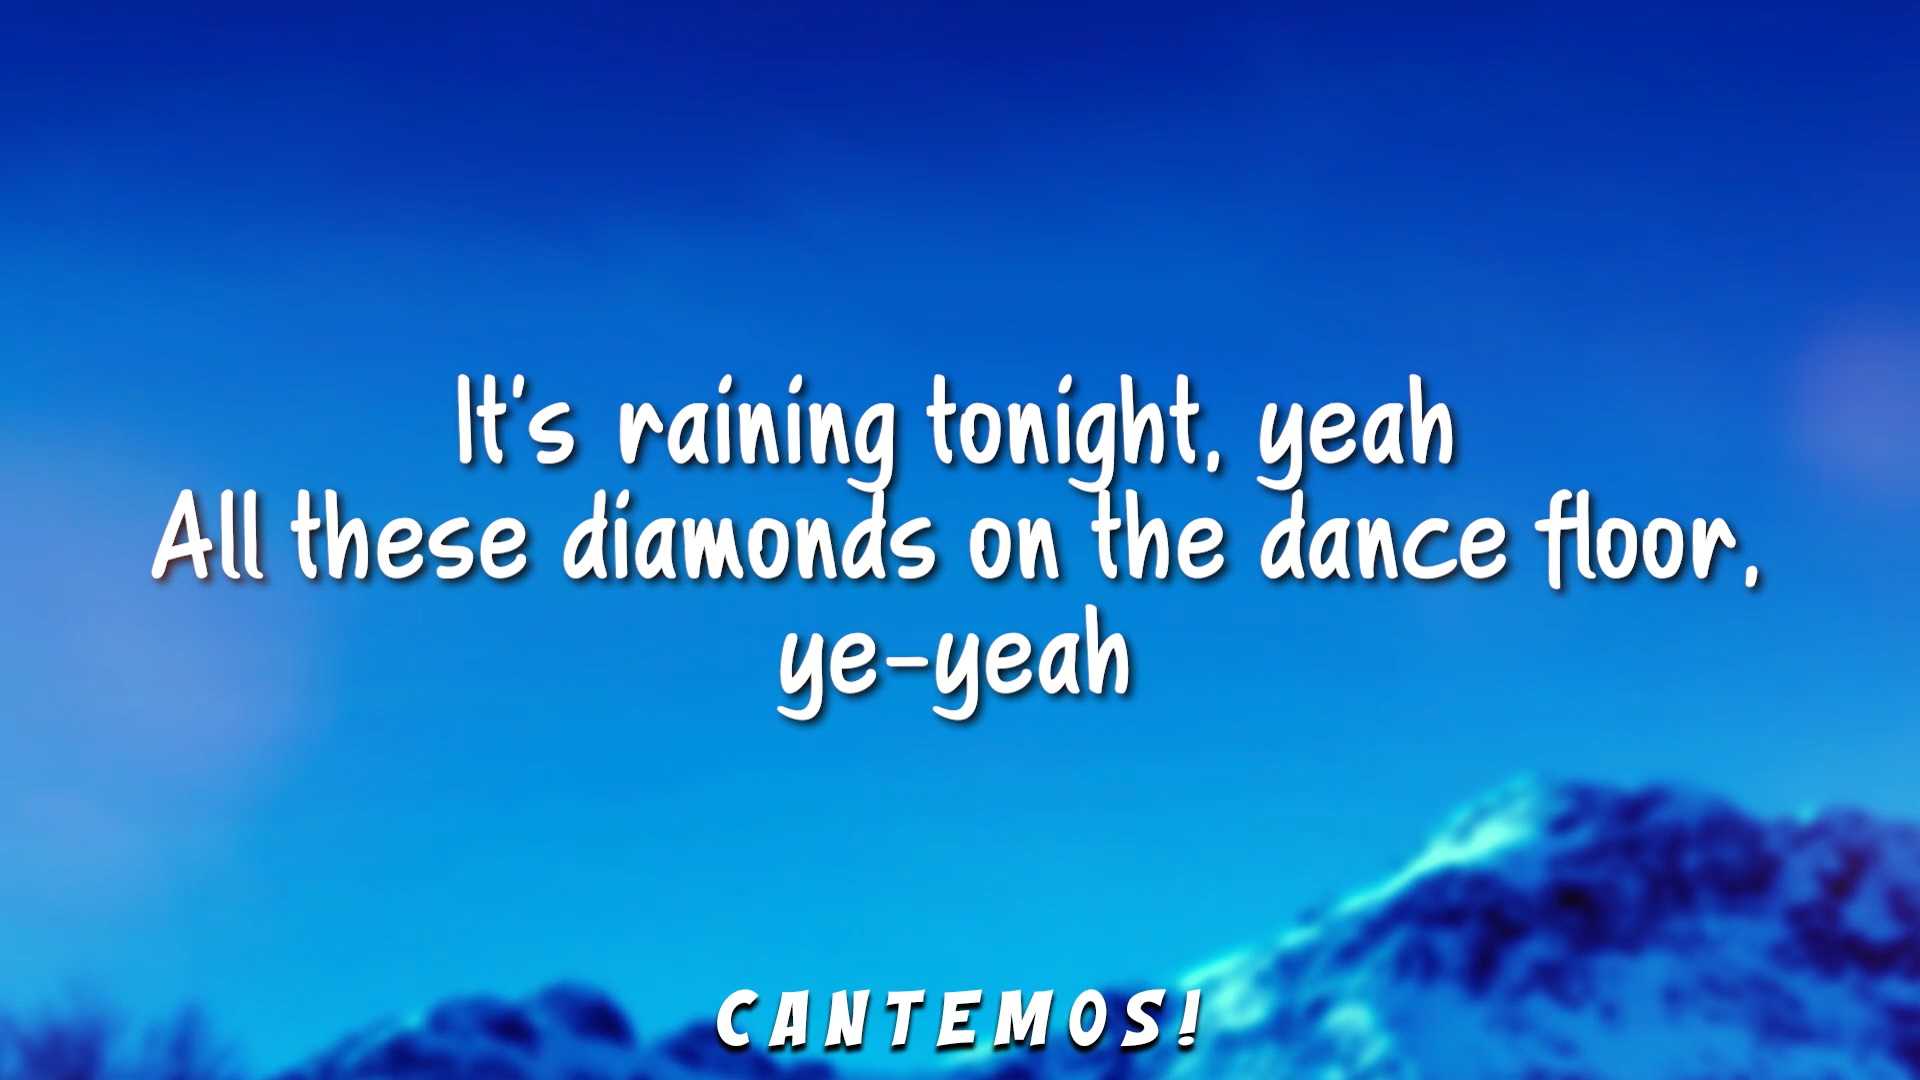 It's raining tonight, yeah
All these diamonds on the dance floor,
ye-yeah
CANTEMOS!